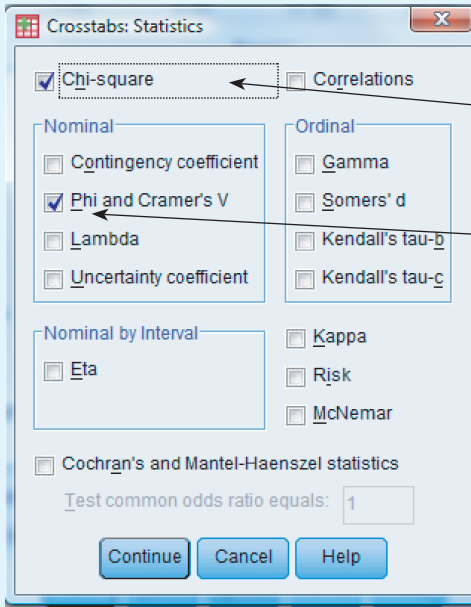 Crosstabs: Statistics
X
Chi-square
Correlations
Nominal
Contingency coefficient
Phi and Cramer's V
Lambda
Uncertainty coefficient
Ordinal
Gamma
Somers' d
Kendall's tau-b
Kendall's tau-c
Nominal by Interval
Eta
Kappa
Risk
McNemar
Cochran's and Mantel-Haenszel statistics
Test common odds ratio equals: 1
Continue Cancel Help